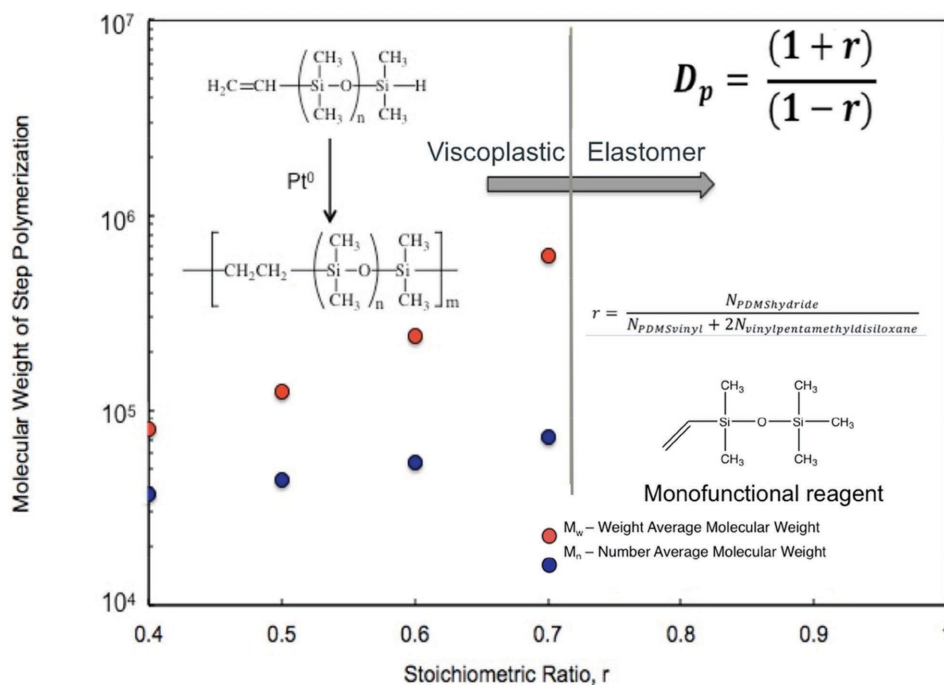 10⁷
10⁶
10⁵
10⁴
Molecular Weight of Step Polymerization
CH₃ CH₃
H₂C=CH—(Si—O)ₙ—Si—H
CH₃ CH₃
Pt⁰
CH₃ CH₃
[CH₂CH₂—(Si—O)ₙ—Si]ₘ
CH₃ CH₃
Dₚ = (1 + r) / (1 − r)
Viscoplastic Elastomer
r = N_PDMShydride / N_PDMSvinyl + 2N_vinylpentamethyldisiloxane
CH₃ CH₃
Si—O—Si—CH₃
CH₃ CH₃
Monofunctional reagent
M_w – Weight Average Molecular Weight
M_n – Number Average Molecular Weight
0.4 0.5 0.6 0.7 0.8 0.9 1
Stoichiometric Ratio, r